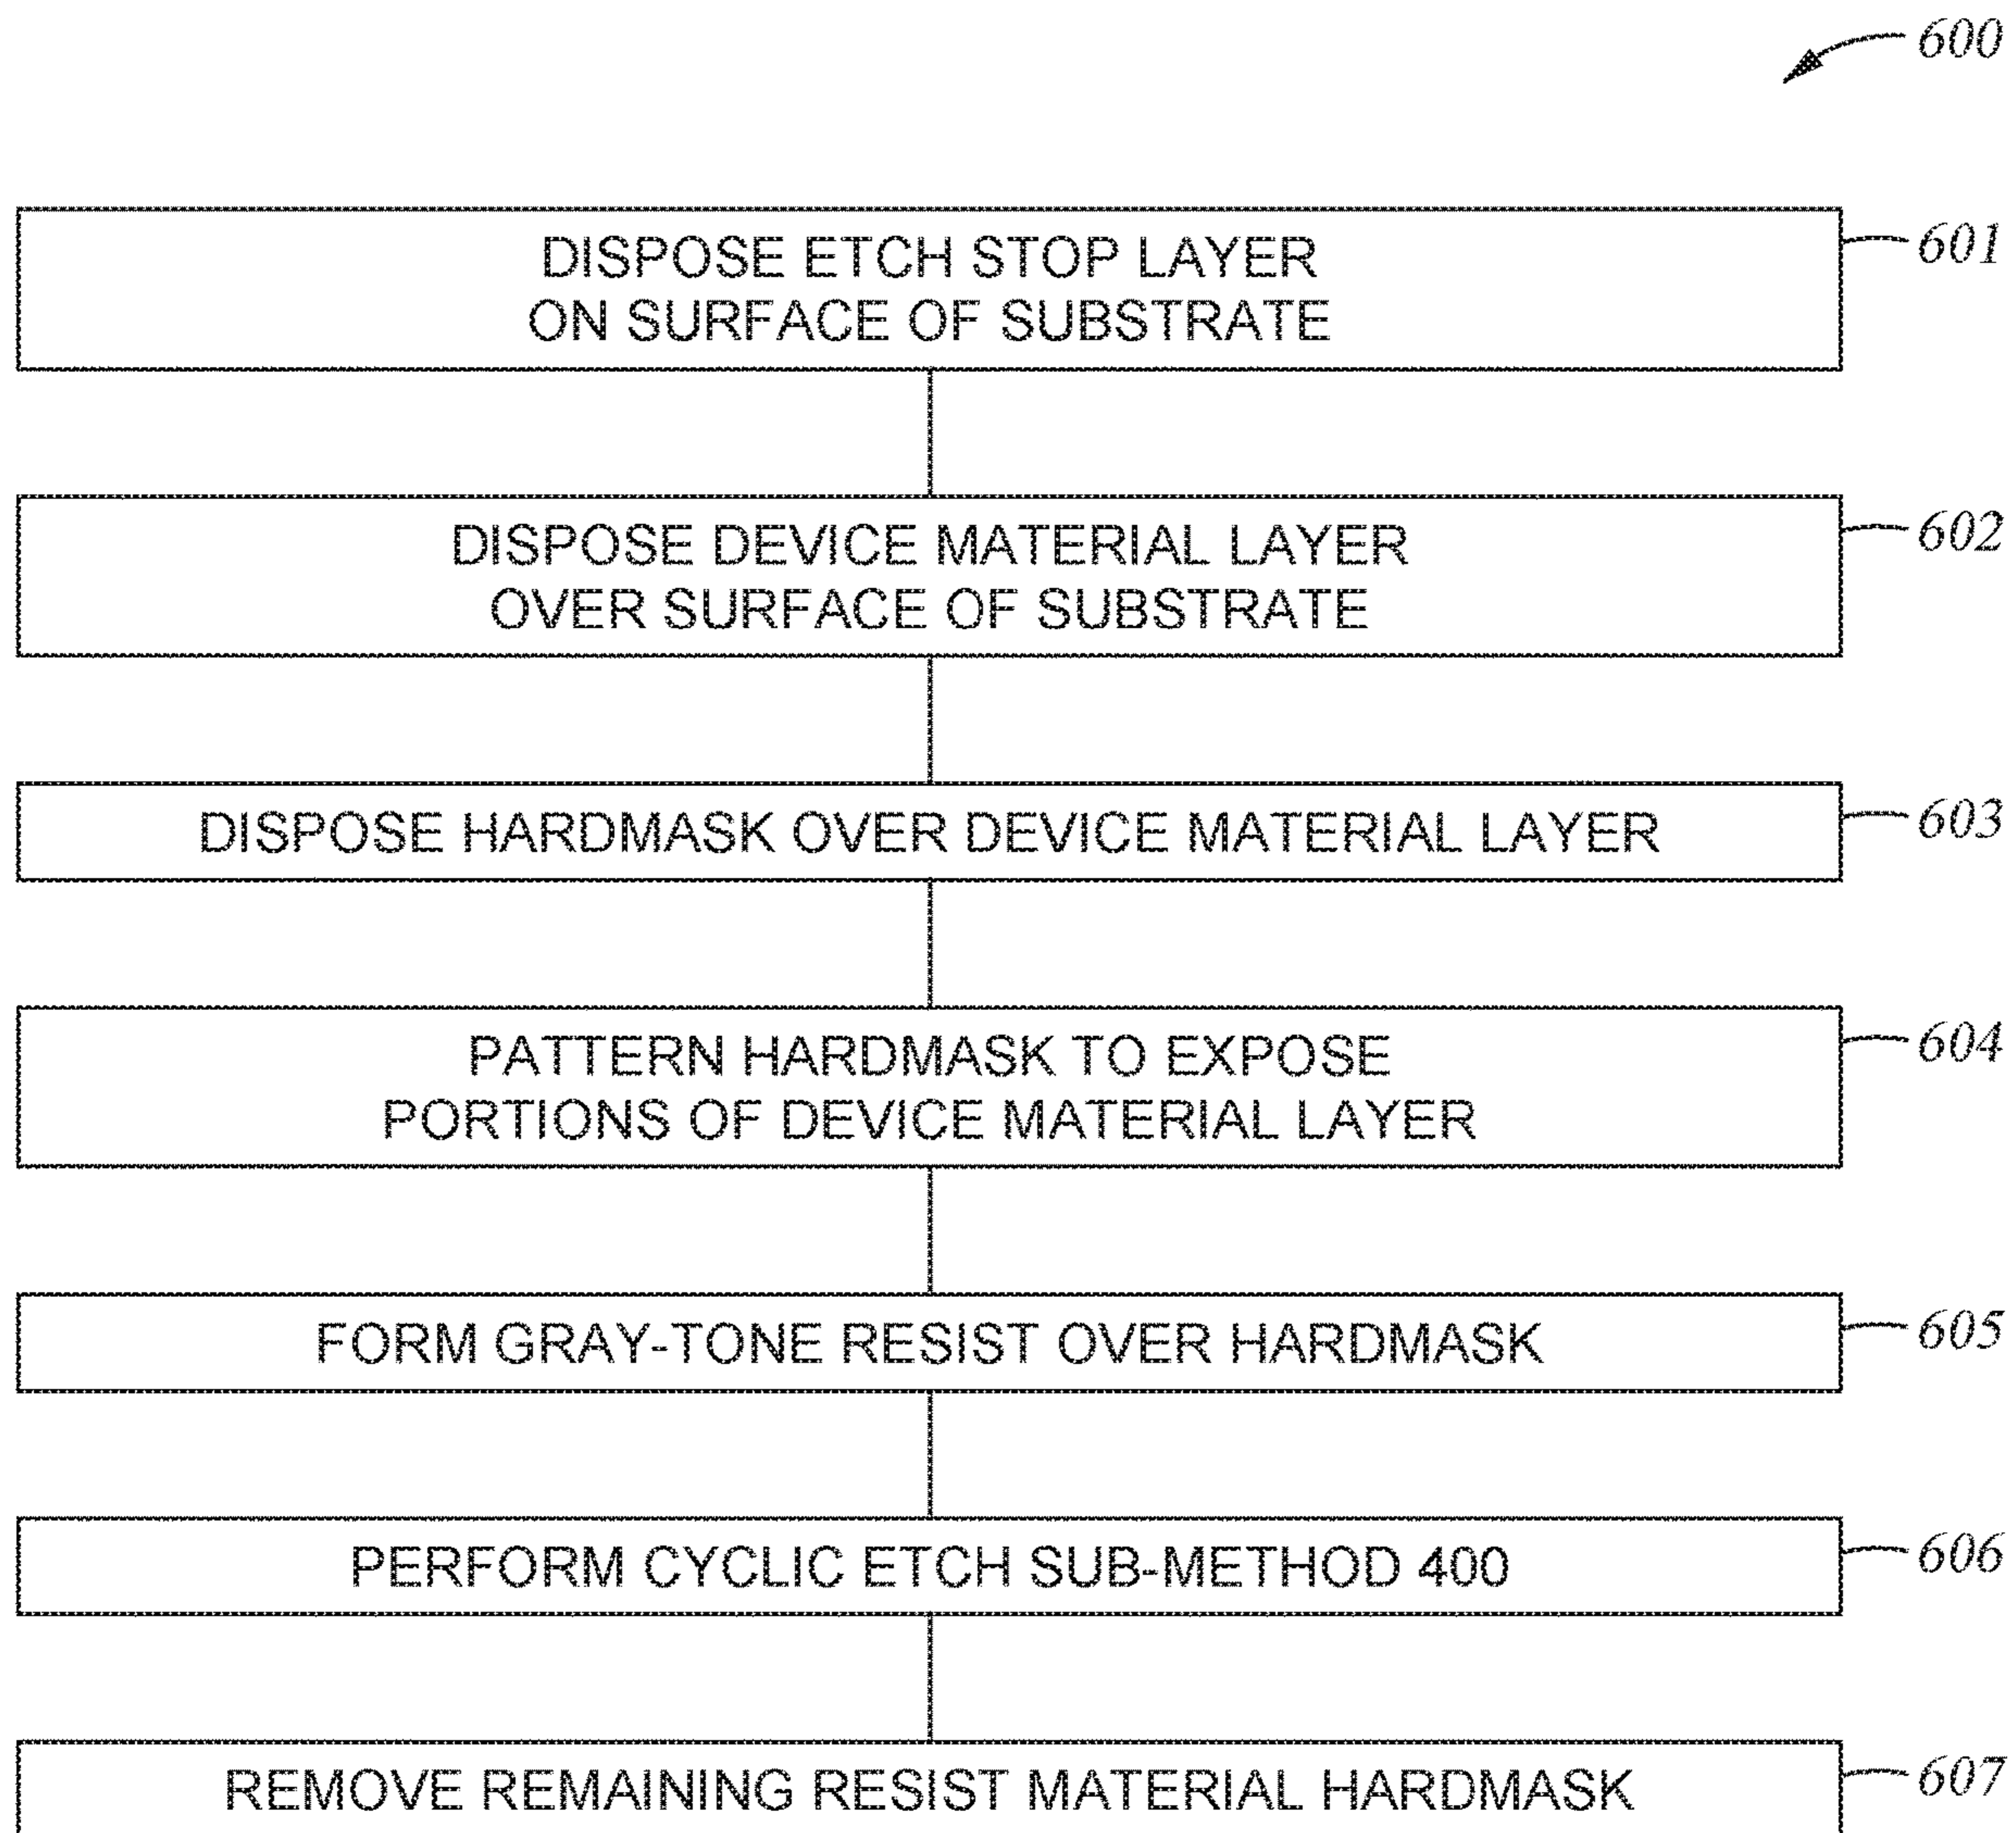 600
DISPOSE ETCH STOP LAYER
ON SURFACE OF SUBSTRATE
601
DISPOSE DEVICE MATERIAL LAYER
OVER SURFACE OF SUBSTRATE
602
DISPOSE HARDMASK OVER DEVICE MATERIAL LAYER
603
PATTERN HARDMASK TO EXPOSE
PORTIONS OF DEVICE MATERIAL LAYER
604
FORM GRAY-TONE RESIST OVER HARDMASK
605
PERFORM CYCLIC ETCH SUB-METHOD 400
606
REMOVE REMAINING RESIST MATERIAL HARDMASK
607